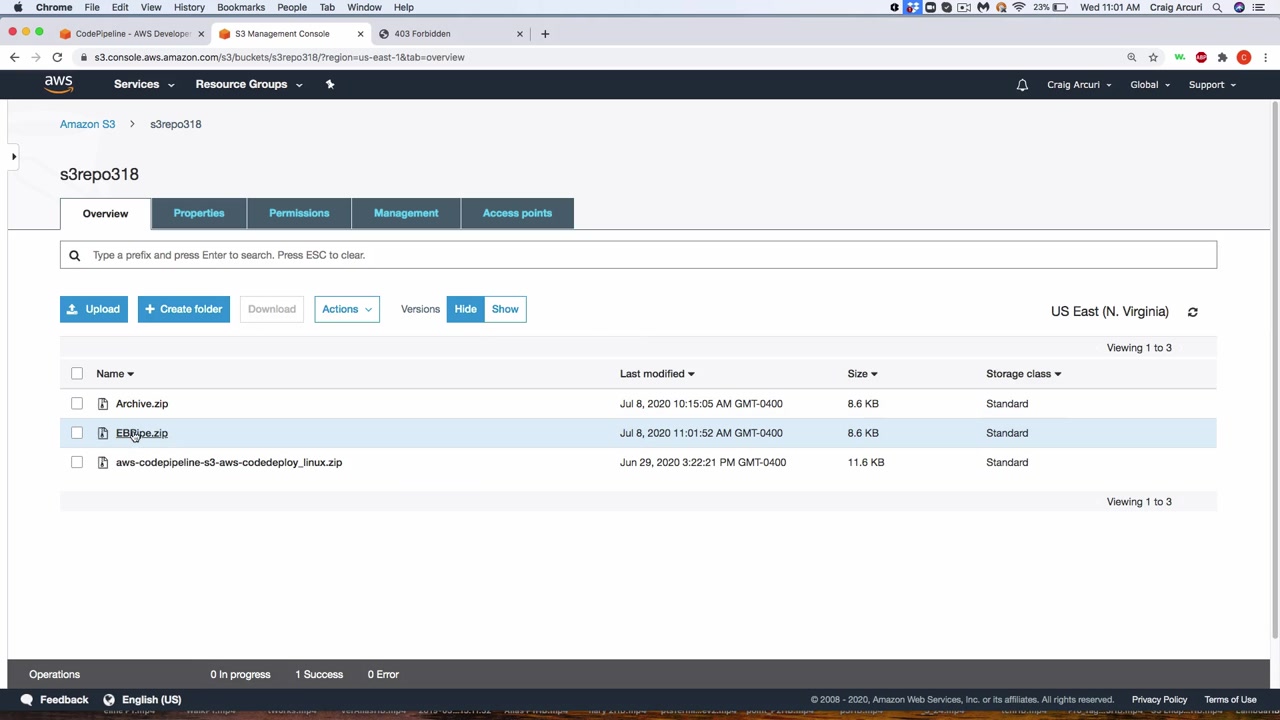 Chrome File Edit View History Bookmarks People Tab Window Help 23% Wed 11:01 AM Craig Arcuri
CodePipeline - AWS Develope S3 Management Console 403 Forbidden
s3.console.aws.amazon.com/s3/buckets/s3repo318/?region=us-east-1&tab=overview
aws Services Resource Groups Craig Arcuri Global Support
Amazon S3 > s3repo318
s3repo318
Overview Properties Permissions Management Access points
Type a prefix and press Enter to search. Press ESC to clear.
Upload + Create folder Download Actions Versions Hide Show US East (N. Virginia)
Viewing 1 to 3
Name Last modified Size Storage class
Archive.zip Jul 8, 2020 10:15:05 AM GMT-0400 8.6 KB Standard
EBPipe.zip Jul 8, 2020 11:01:52 AM GMT-0400 8.6 KB Standard
aws-codepipeline-s3-aws-codedeploy_linux.zip Jun 29, 2020 3:22:21 PM GMT-0400 11.6 KB Standard
Viewing 1 to 3
Operations 0 In progress 1 Success 0 Error
Feedback English (US) © 2008 - 2020, Amazon Web Services, Inc. or its affiliates. All rights reserved. Privacy Policy Terms of Use